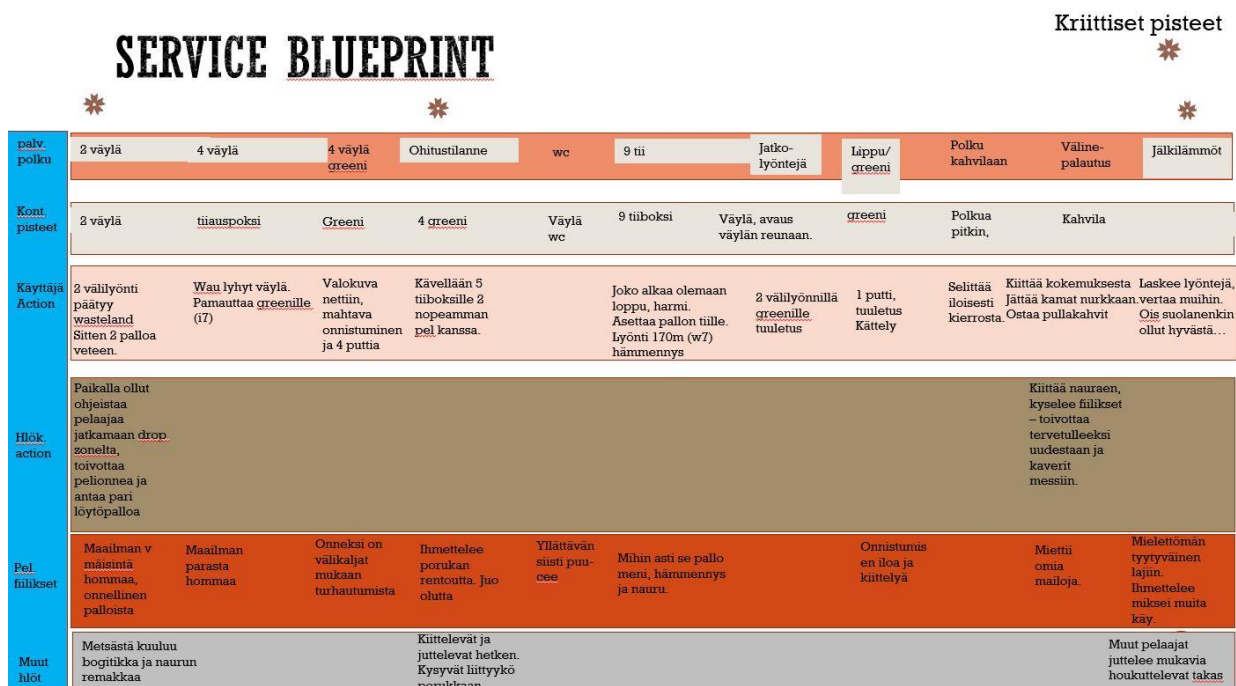 Kriittiset pisteet
SERVICE BLUEPRINT
palv.
polku
2 väylä
4 väylä
4 väylä
greeni
Ohitustilanne
wc
9 tii
Jatko-
lyöntejä
Lippu/
greeni
Polku
kahvilaan
Väline-
palautus
Jälkilämmöt
Kont.
pisteet
2 väylä
tiiauspoksi
Greeni
4 greeni
Väylä
wc
9 tiiboksi
Väylä, avaus
väylän reunaan.
greeni
Polkua
pitkin,
Kahvila
Käyttäjä
Action
2 välilyönti
päätyy
wasteland
Sitten 2 palloa
veteen.
Wau lyhyt väylä.
Pamauttaa greenille
(i7)
Valokuva
nettiin,
mahtava
onnistuminen
ja 4 puttia
Kävellään 5
tiiboksille 2
nopeamman
pel kanssa.
Joko alkaa olemaan
loppu, harmi.
Asettaa pallon tiille.
Lyönti 170m (w7)
hämmennys
2 välilyönnillä
greenille
tuuletus
1 putti,
tuuletus
Kättely
Selittää
iloisesti
kierrosta.
Kiittää kokemuksesta
Jättää kamat nurkkaan.
Ostaa pullakahvit
Laskee lyöntejä,
vertaa muihin.
Ois suolanenkin
ollut hyvästä…
Hlök.
action
Paikalla ollut
ohjeistaa
pelaajaa
jatkamaan drop
zonelta,
toivottaa
pelionnea ja
antaa pari
löytöpalloa
Kiittää nauraen,
kyselee fiilikset
– toivottaa
tervetulleeksi
uudestaan ja
kaverit
messiin.
Pel.
fiilikset
Maailman v
mäisintä
hommaa,
onnellinen
palloista
Maailman
parasta
hommaa
Onneksi on
välikaljat
mukaan
turhautumista
Ihmettelee
porukan
rentoutta. Juo
olutta
Yllättävän
siisti puu-
cee
Mihin asti se pallo
meni, hämmennys
ja nauru.
Onnistumis
en iloa ja
kiittelyä
Miettii
omia
mailoja.
Mielettömän
tyytyväinen
lajiin.
Ihmettelee
miksei muita
käy.
Muut
hlöt
Metsästä kuuluu
bogitikka ja naurun
remakkaa
Kiittelevät ja
juttelevat hetken.
Kysyvät liittyykö
porukkaan
Muut pelaajat
juttelee mukavia
houkuttelevat takas